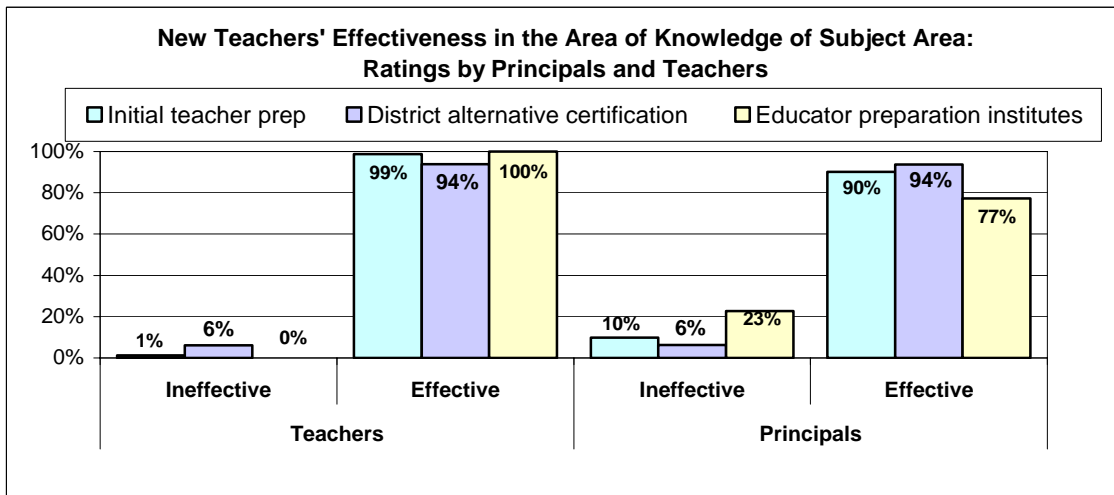 New Teachers' Effectiveness in the Area of Knowledge of Subject Area:
Ratings by Principals and Teachers
Initial teacher prep District alternative certification Educator preparation institutes
100%
80%
60%
40%
20%
0%
1% 6% 0% 99% 94% 100% 10% 6% 23% 90% 94% 77%
Ineffective Effective Ineffective Effective
Teachers Principals